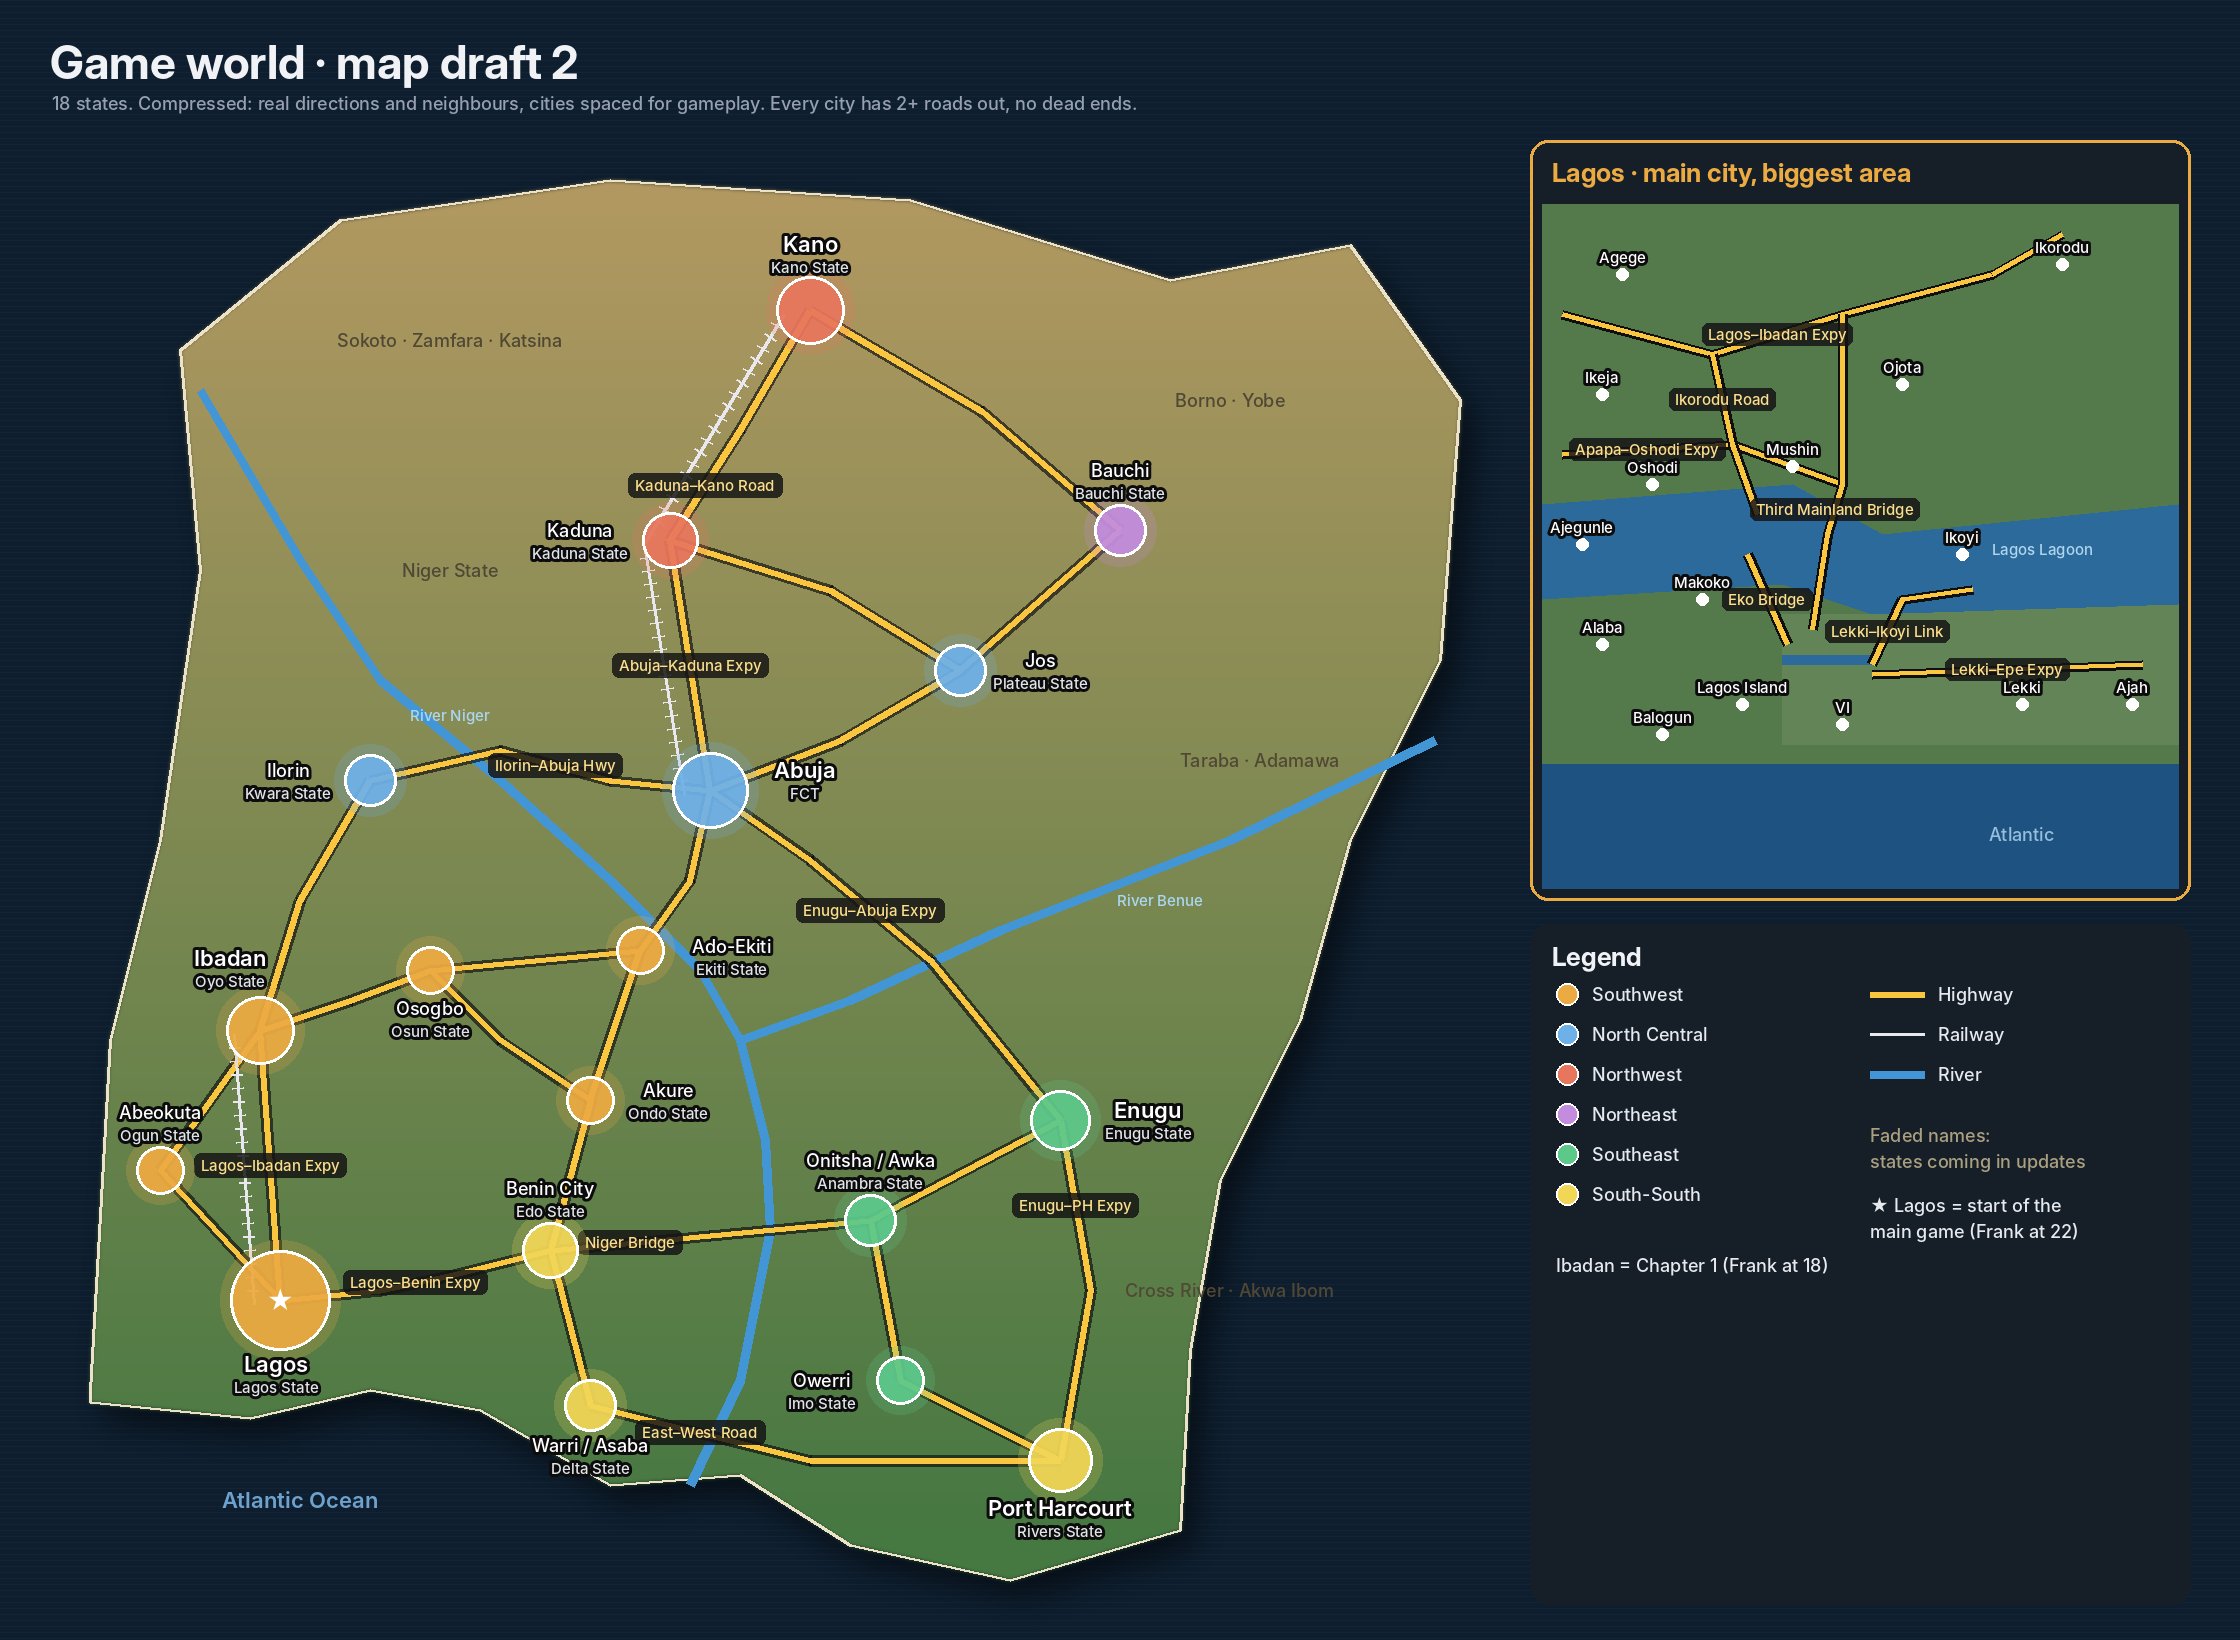 Game world · map draft 2
18 states. Compressed: real directions and neighbours, cities spaced for gameplay. Every city has 2+ roads out, no dead ends.
Kano
Kano State
Sokoto · Zamfara · Katsina
Borno · Yobe
Bauchi
Bauchi State
Kaduna–Kano Road
Kaduna
Kaduna State
Niger State
Abuja–Kaduna Expy
Jos
Plateau State
River Niger
Ilorin
Kwara State
Ilorin–Abuja Hwy
Abuja
FCT
Taraba · Adamawa
River Benue
Enugu–Abuja Expy
Ibadan
Oyo State
Ado-Ekiti
Ekiti State
Osogbo
Osun State
Akure
Ondo State
Abeokuta
Ogun State
Lagos–Ibadan Expy
Enugu
Enugu State
Onitsha / Awka
Anambra State
Benin City
Edo State
Niger Bridge
Enugu–PH Expy
Lagos–Benin Expy
Cross River · Akwa Ibom
Lagos
Lagos State
Owerri
Imo State
East–West Road
Warri / Asaba
Delta State
Atlantic Ocean
Port Harcourt
Rivers State
Lagos · main city, biggest area
Agege
Ikorodu
Lagos–Ibadan Expy
Ikeja
Ojota
Ikorodu Road
Apapa–Oshodi Expy
Mushin
Oshodi
Third Mainland Bridge
Ajegunle
Ikoyi
Lagos Lagoon
Makoko
Eko Bridge
Alaba
Lekki–Ikoyi Link
Lekki–Epe Expy
Lagos Island
Lekki
Ajah
Balogun
VI
Atlantic
Legend
Southwest
North Central
Northwest
Northeast
Southeast
South-South
Highway
Railway
River
Faded names:
states coming in updates
★ Lagos = start of the
main game (Frank at 22)
Ibadan = Chapter 1 (Frank at 18)